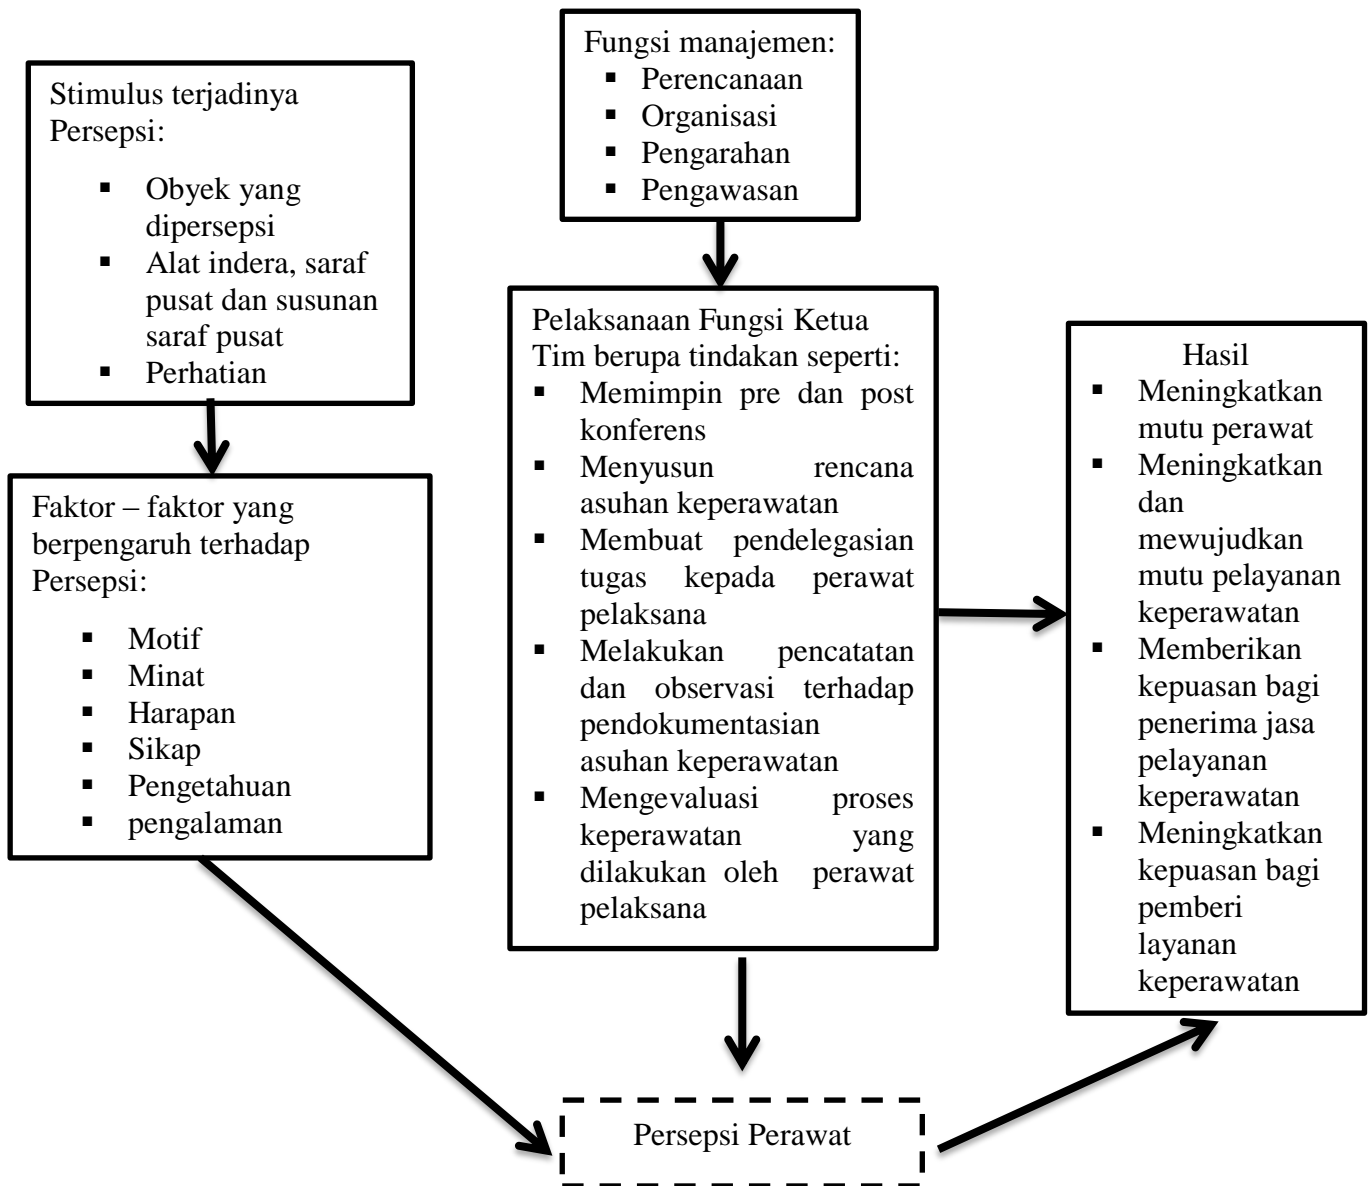 Stimulus terjadinya
Persepsi:
▪ Obyek yang
dipersepsi
▪ Alat indera, saraf
pusat dan susunan
saraf pusat
▪ Perhatian
Faktor – faktor yang
berpengaruh terhadap
Persepsi:
▪ Motif
▪ Minat
▪ Harapan
▪ Sikap
▪ Pengetahuan
▪ pengalaman
Fungsi manajemen:
▪ Perencanaan
▪ Organisasi
▪ Pengarahan
▪ Pengawasan
Pelaksanaan Fungsi Ketua
Tim berupa tindakan seperti:
▪ Memimpin pre dan post
konferens
▪ Menyusun rencana
asuhan keperawatan
▪ Membuat pendelegasian
tugas kepada perawat
pelaksana
▪ Melakukan pencatatan
dan observasi terhadap
pendokumentasian
asuhan keperawatan
▪ Mengevaluasi proses
keperawatan yang
dilakukan oleh perawat
pelaksana
Persepsi Perawat
Hasil
▪ Meningkatkan
mutu perawat
▪ Meningkatkan
dan
mewujudkan
mutu pelayanan
keperawatan
▪ Memberikan
kepuasan bagi
penerima jasa
pelayanan
keperawatan
▪ Meningkatkan
kepuasan bagi
pemberi
layanan
keperawatan